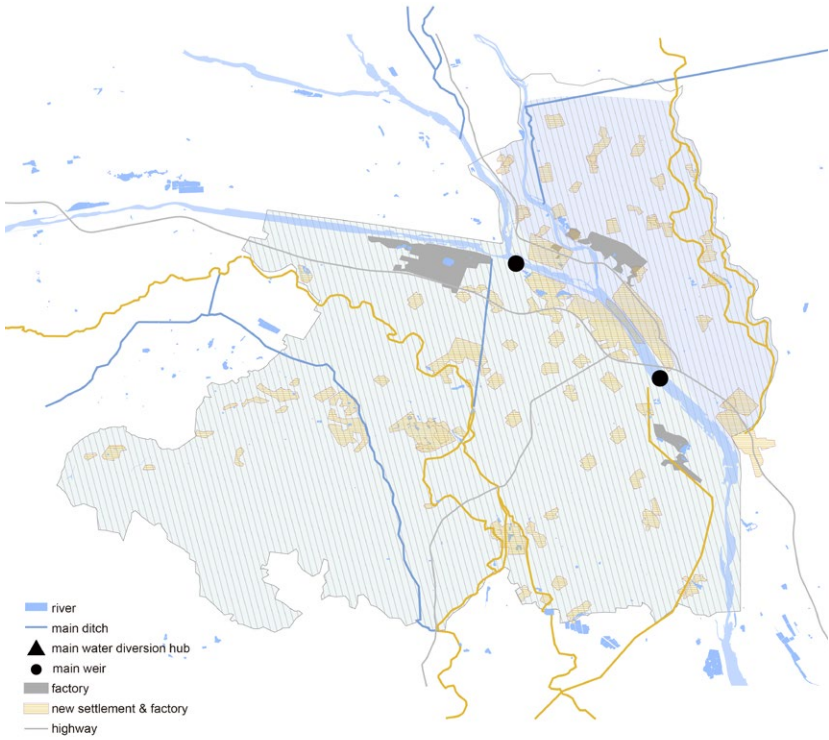 river
main ditch
main water diversion hub
main weir
factory
new settlement & factory
highway